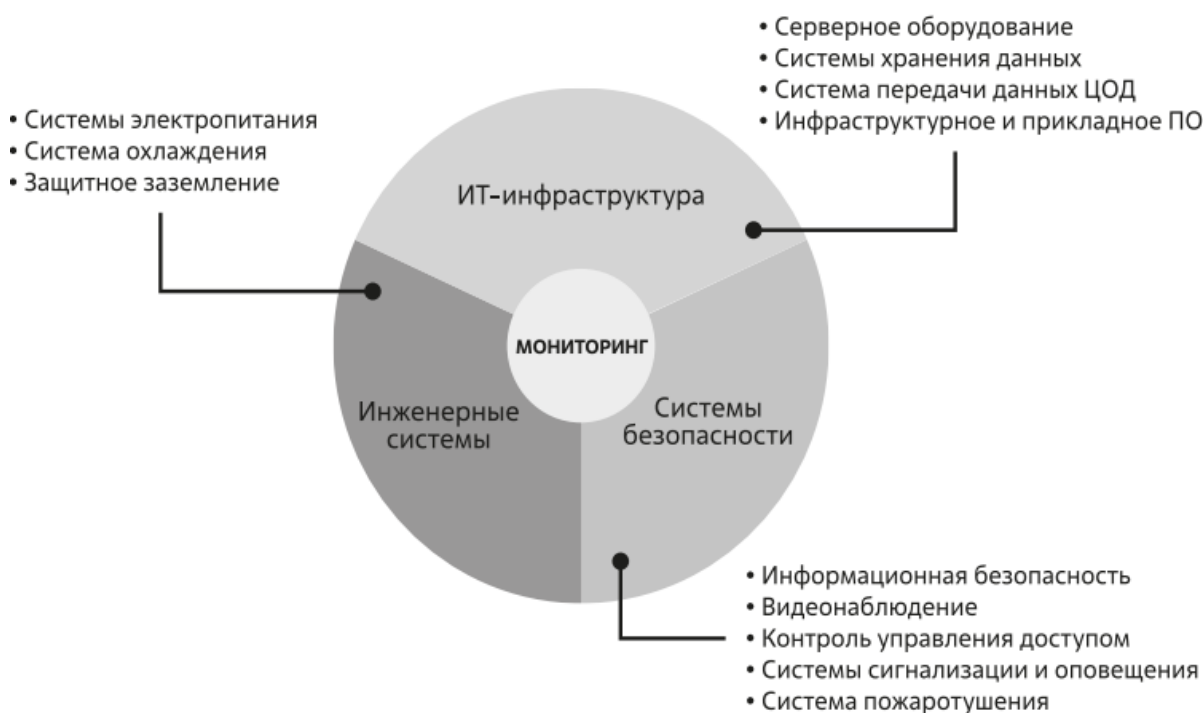 • Серверное оборудование
• Системы хранения данных
• Система передачи данных ЦОД
• Инфраструктурное и прикладное ПО
• Системы электропитания
• Система охлаждения
• Защитное заземление
ИТ-инфраструктура
МОНИТОРИНГ
Инженерные
системы
Системы
безопасности
• Информационная безопасность
• Видеонаблюдение
• Контроль управления доступом
• Системы сигнализации и оповещения
• Система пожаротушения